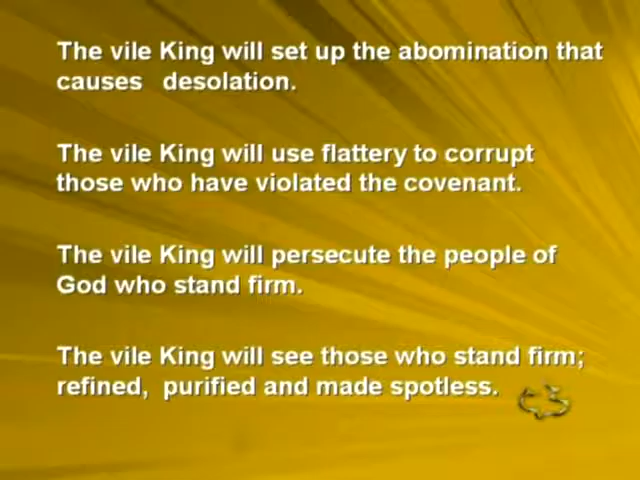 The vile King will set up the abomination that
causes desolation.
The vile King will use flattery to corrupt
those who have violated the covenant.
The vile King will persecute the people of
God who stand firm.
The vile King will see those who stand firm;
refined, purified and made spotless.